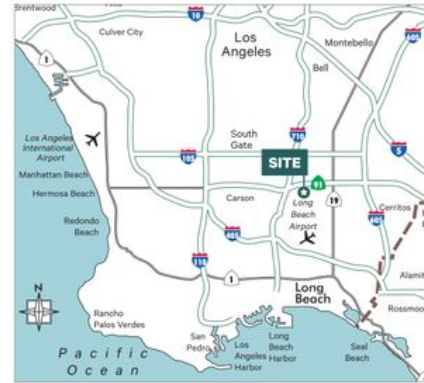 Brentwood
10
605
Culver City
Los
Angeles
Montebello
1
Bell
710
Los Angeles
International
Airport
South
Gate
105
5
SITE
Manhattan Beach
91
Hermosa Beach
Carson
Long
Beach
Airport
19
Cerritos
Redondo
Beach
405
605
110
1
Long
Beach
Alamit
Rossmoo
Rancho
Palos Verdes
San
Pedro
Los
Angeles
Harbor
Long
Beach
Harbor
Seal
Beach
Pacific
Ocean